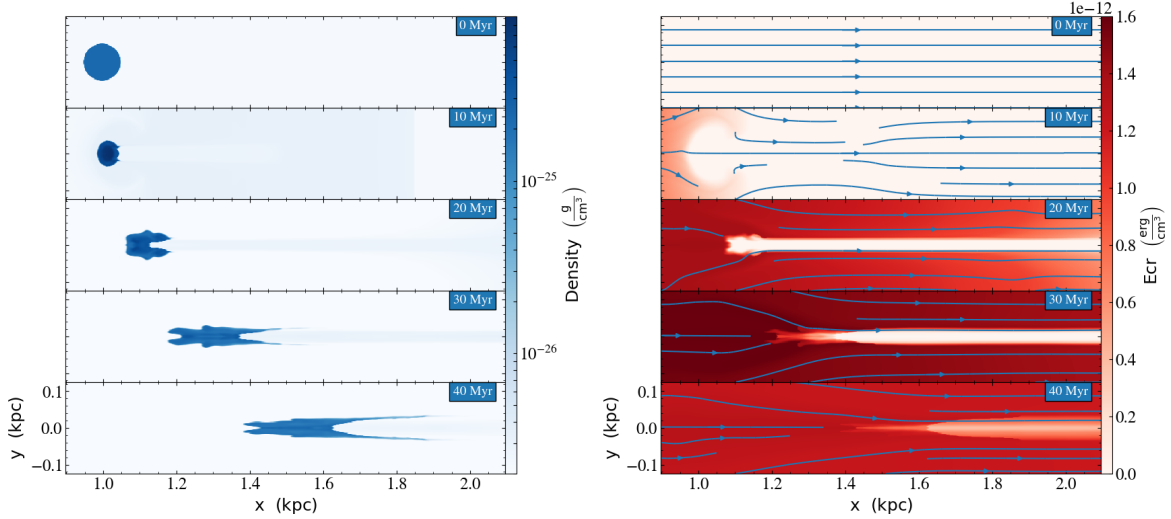 0 Myr
10 Myr
20 Myr
30 Myr
40 Myr
0.1
0.0
−0.1
y (kpc)
1.0 1.2 1.4 1.6 1.8 2.0
x (kpc)
10−25
10−26
Density (g/cm3)
0 Myr
10 Myr
20 Myr
30 Myr
40 Myr
0.1
0.0
−0.1
y (kpc)
1.0 1.2 1.4 1.6 1.8 2.0
x (kpc)
1e−12
1.6
1.4
1.2
1.0
0.8
0.6
0.4
0.2
0.0
Ecr (erg/cm3)